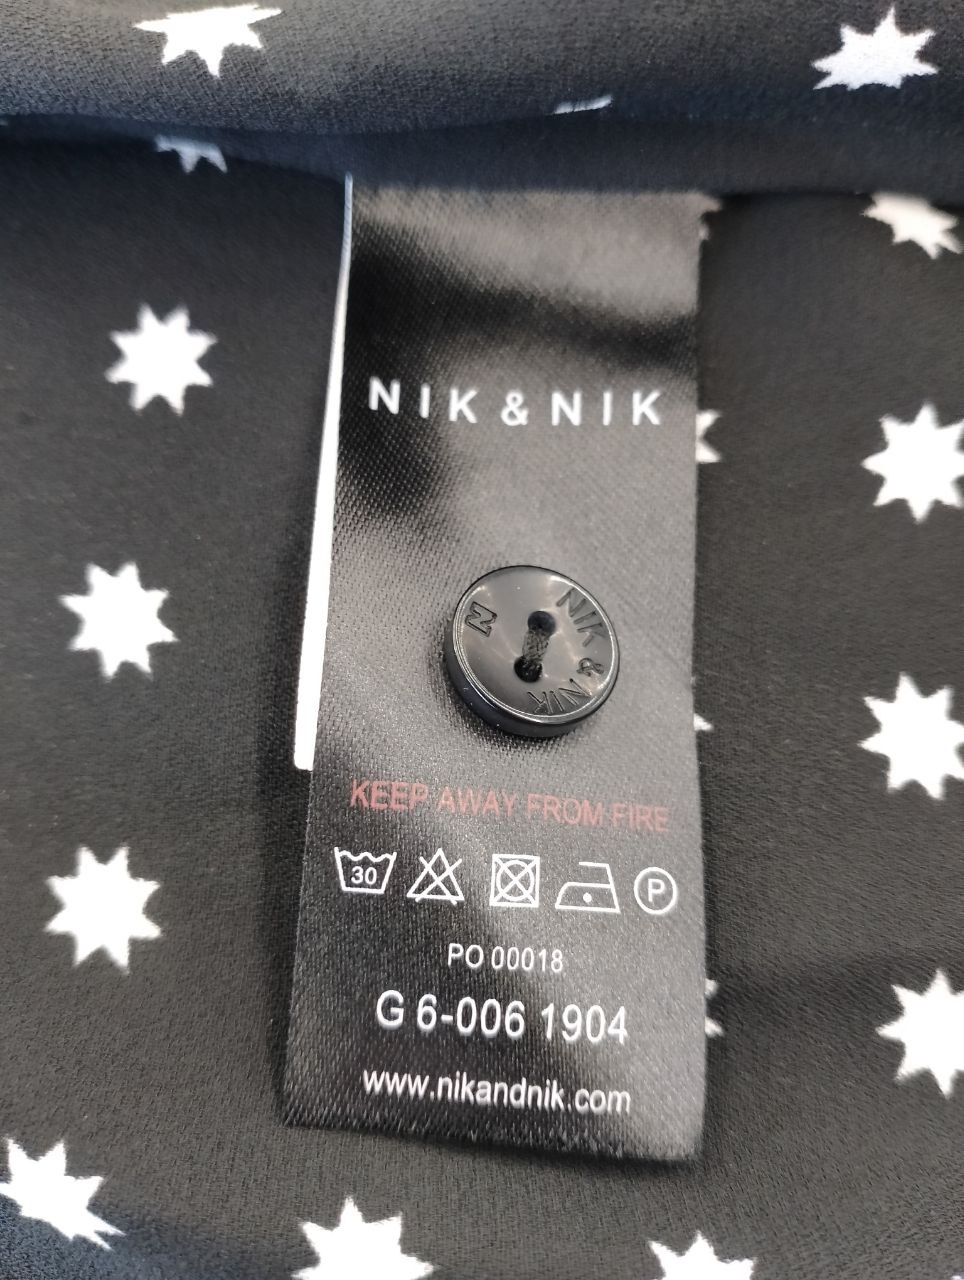 NIK & NIK
N NIK & NIK
KEEP AWAY FROM FIRE
30 P
PO 00018
G 6-006 1904
www.nikandnik.com